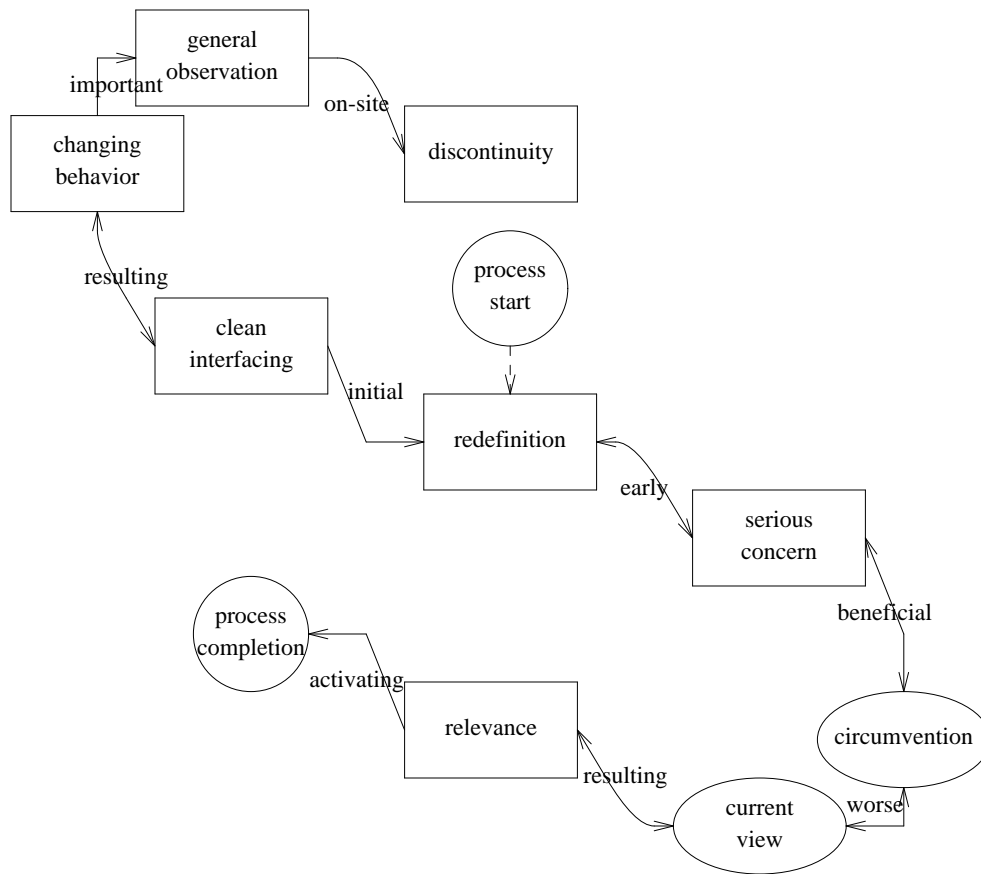 general
observation
important
on-site
changing
behavior
discontinuity
resulting
process
start
clean
interfacing
initial
redefinition
early
serious
concern
process
completion
beneficial
activating
relevance
circumvention
resulting
current
view
worse